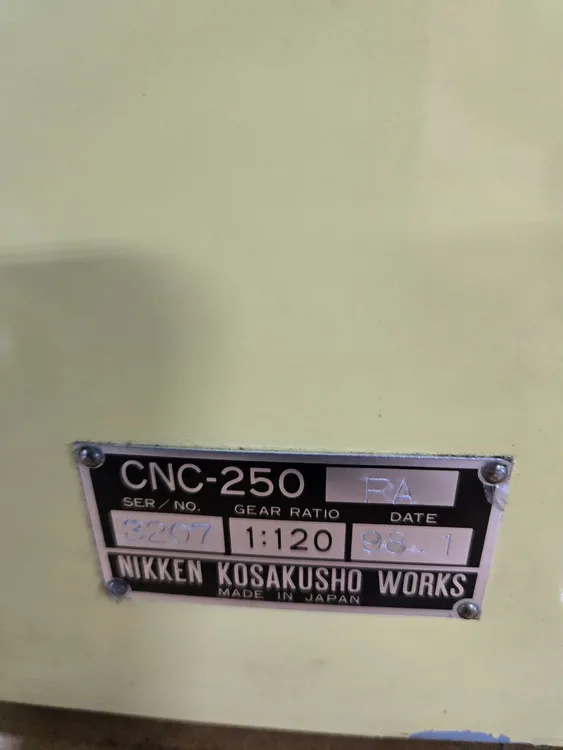 CNC-250 RA
SER/NO. GEAR RATIO DATE
3207 1:120 98. 1
NIKKEN KOSAKUSHO WORKS
MADE IN JAPAN